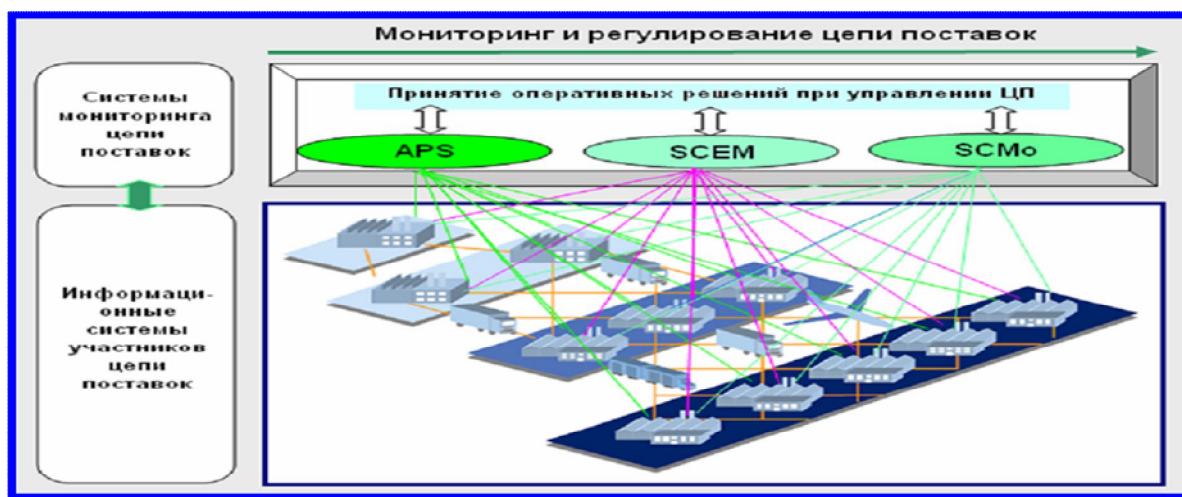 Мониторинг и регулирование цепи поставок
Системы
мониторинга
цепи
поставок
Принятие оперативных решений при управлении ЦП
APS
SCEM
SCMo
Информаци-
онные
системы
участников
цепи
поставок